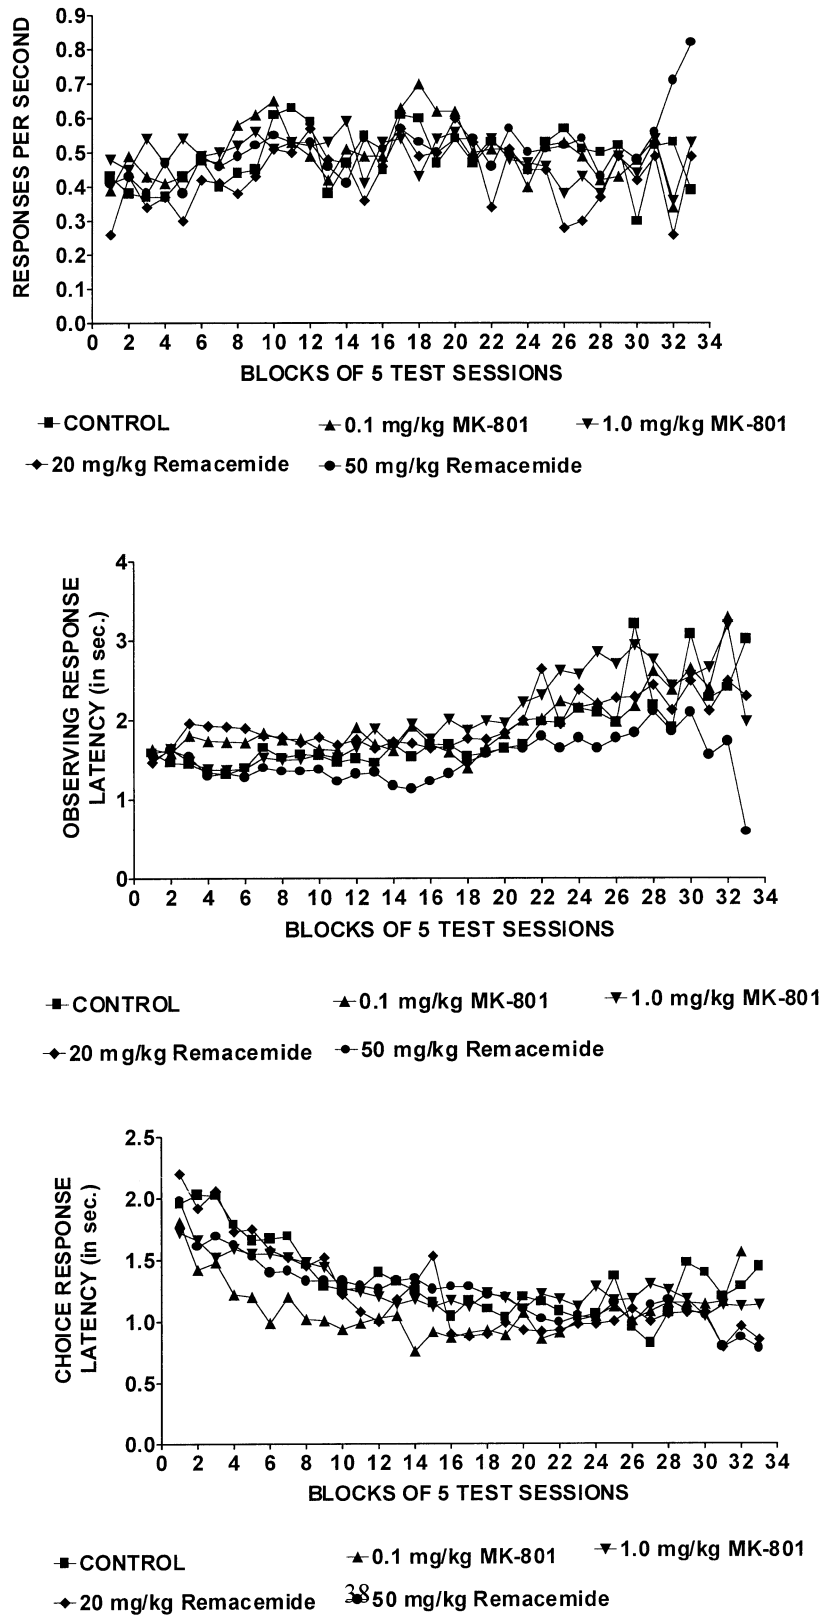 RESPONSES PER SECOND
0.9
0.8
0.7
0.6
0.5
0.4
0.3
0.2
0.1
0.0
0 2 4 6 8 10 12 14 16 18 20 22 24 26 28 30 32 34
BLOCKS OF 5 TEST SESSIONS
CONTROL 0.1 mg/kg MK-801 1.0 mg/kg MK-801
20 mg/kg Remacemide 50 mg/kg Remacemide
OBSERVING RESPONSE
LATENCY (in sec.)
4
3
2
1
0
0 2 4 6 8 10 12 14 16 18 20 22 24 26 28 30 32 34
BLOCKS OF 5 TEST SESSIONS
CONTROL 0.1 mg/kg MK-801 1.0 mg/kg MK-801
20 mg/kg Remacemide 50 mg/kg Remacemide
CHOICE RESPONSE
LATENCY (in sec.)
2.5
2.0
1.5
1.0
0.5
0.0
0 2 4 6 8 10 12 14 16 18 20 22 24 26 28 30 32 34
BLOCKS OF 5 TEST SESSIONS
CONTROL 0.1 mg/kg MK-801 1.0 mg/kg MK-801
20 mg/kg Remacemide 38 50 mg/kg Remacemide